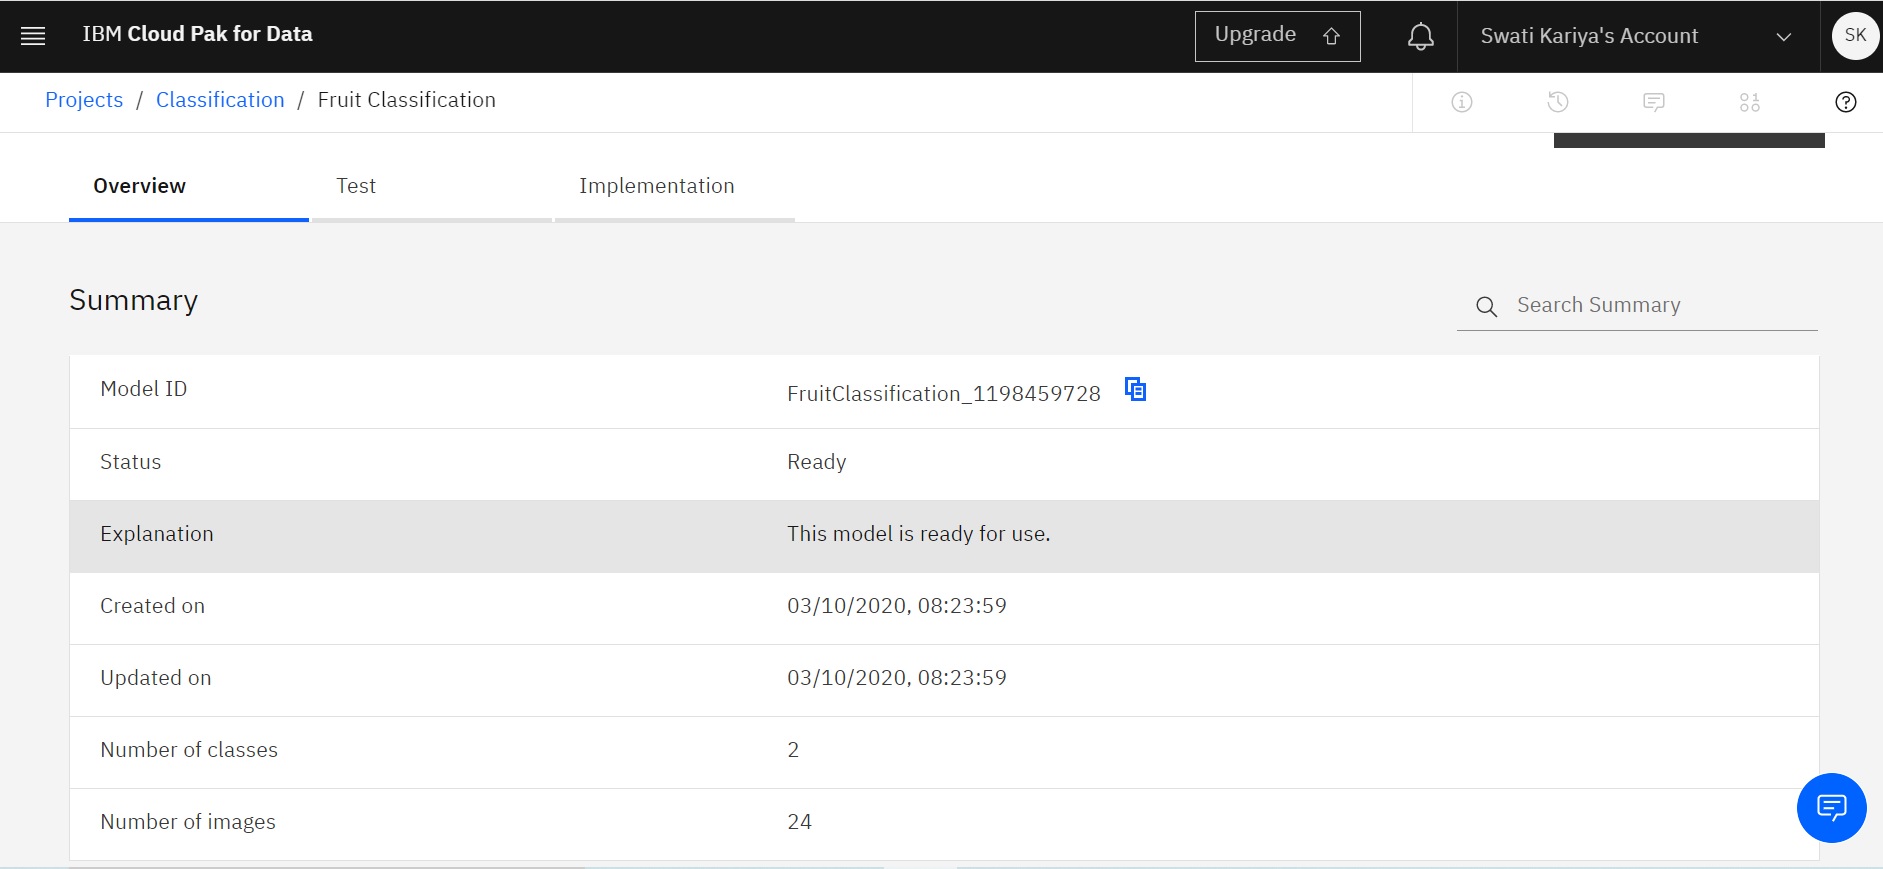 IBM Cloud Pak for Data
Upgrade
Swati Kariya's Account
SK
Projects / Classification / Fruit Classification
Overview
Test
Implementation
Summary
Search Summary
Model ID
FruitClassification_1198459728
Status
Ready
Explanation
This model is ready for use.
Created on
03/10/2020, 08:23:59
Updated on
03/10/2020, 08:23:59
Number of classes
2
Number of images
24